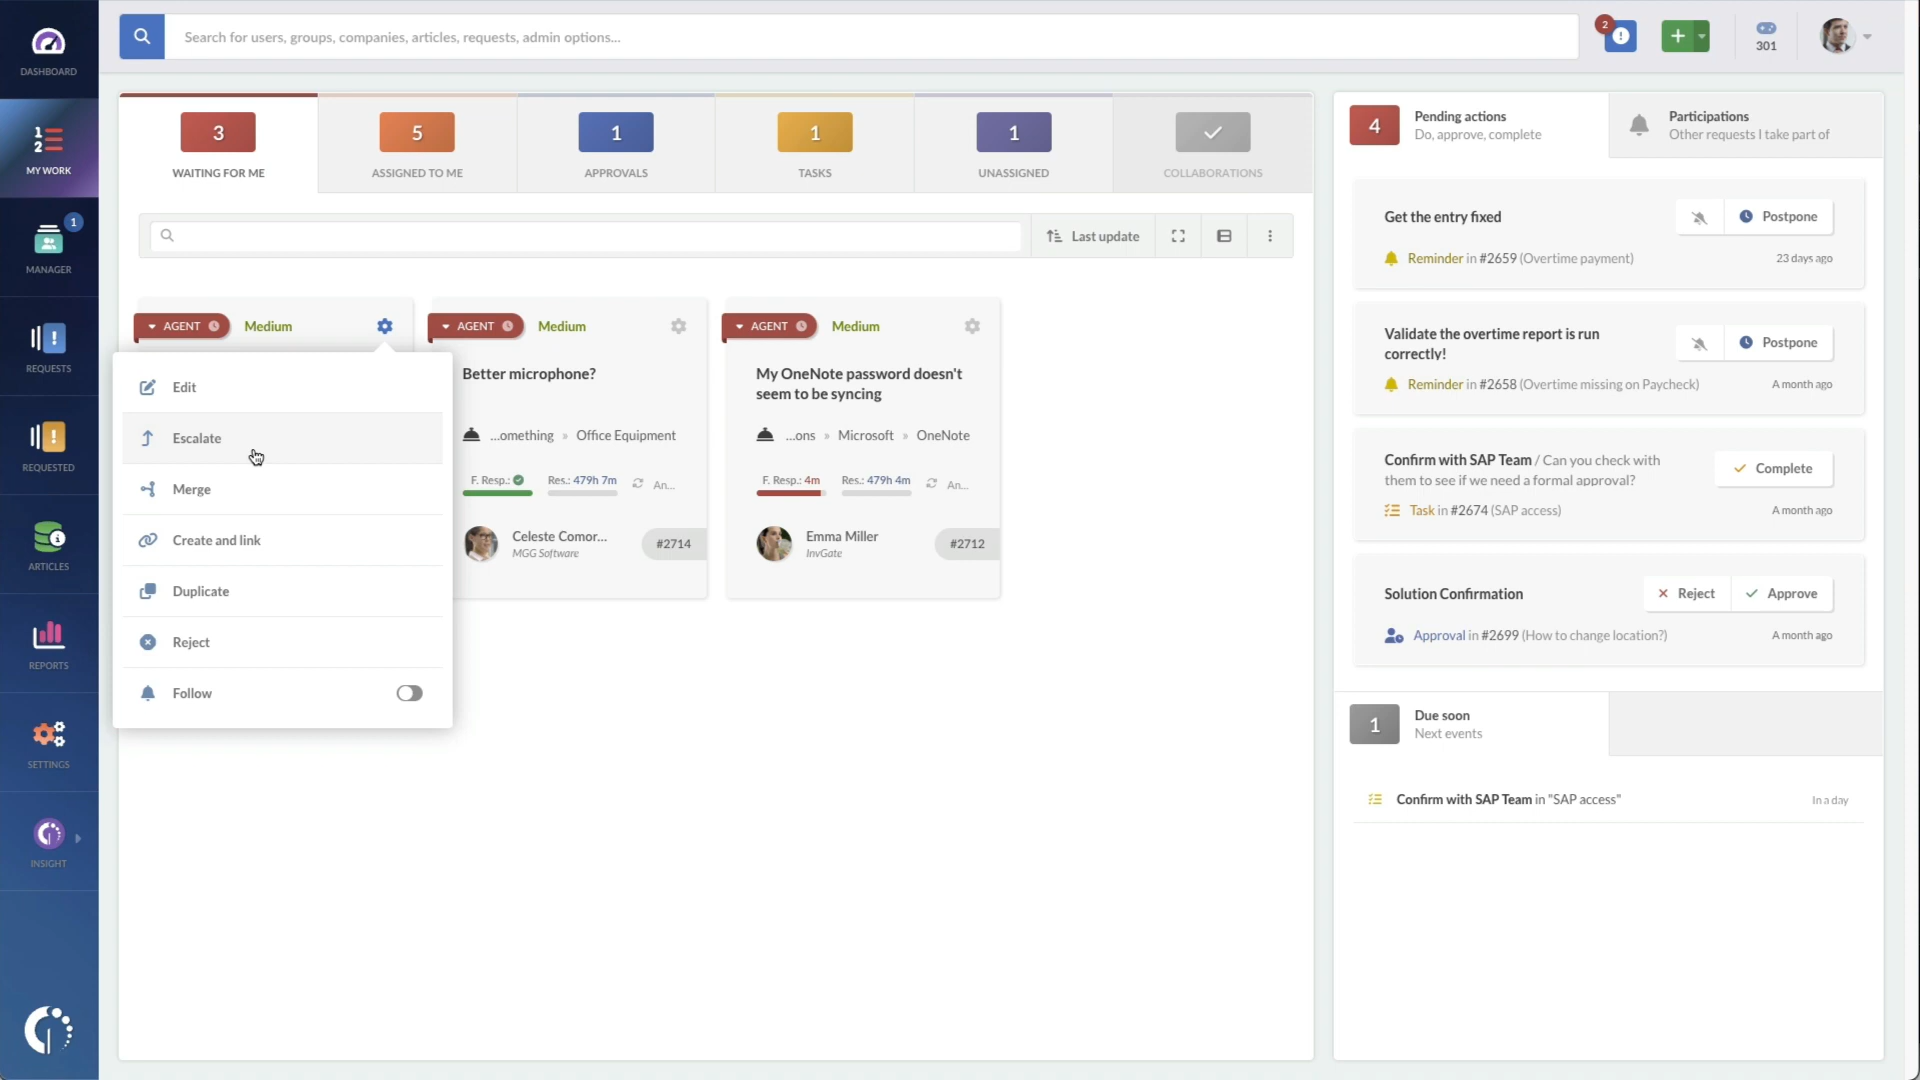 DASHBOARD
MY WORK
1
MANAGER
REQUESTS
REQUESTED
ARTICLES
REPORTS
SETTINGS
INSIGHT
Search for users, groups, companies, articles, requests, admin options...
2
301
3
WAITING FOR ME
5
ASSIGNED TO ME
1
APPROVALS
1
TASKS
1
UNASSIGNED
COLLABORATIONS
Last update
AGENT
Medium
Edit
Escalate
Merge
Create and link
Duplicate
Reject
Follow
AGENT
Medium
Better microphone?
...omething » Office Equipment
F. Resp.:
Res.: 479h 7m
An...
Celeste Comor...
MGG Software
#2714
AGENT
Medium
My OneNote password doesn't
seem to be syncing
...ons » Microsoft » OneNote
F. Resp.: 4m
Res.: 479h 4m
An...
Emma Miller
InvGate
#2712
4
Pending actions
Do, approve, complete
Participations
Other requests I take part of
Get the entry fixed
Postpone
Reminder in #2659 (Overtime payment)
23 days ago
Validate the overtime report is run
correctly!
Postpone
Reminder in #2658 (Overtime missing on Paycheck)
A month ago
Confirm with SAP Team / Can you check with
them to see if we need a formal approval?
Complete
Task in #2674 (SAP access)
A month ago
Solution Confirmation
Reject
Approve
Approval in #2699 (How to change location?)
A month ago
1
Due soon
Next events
Confirm with SAP Team in "SAP access"
In a day